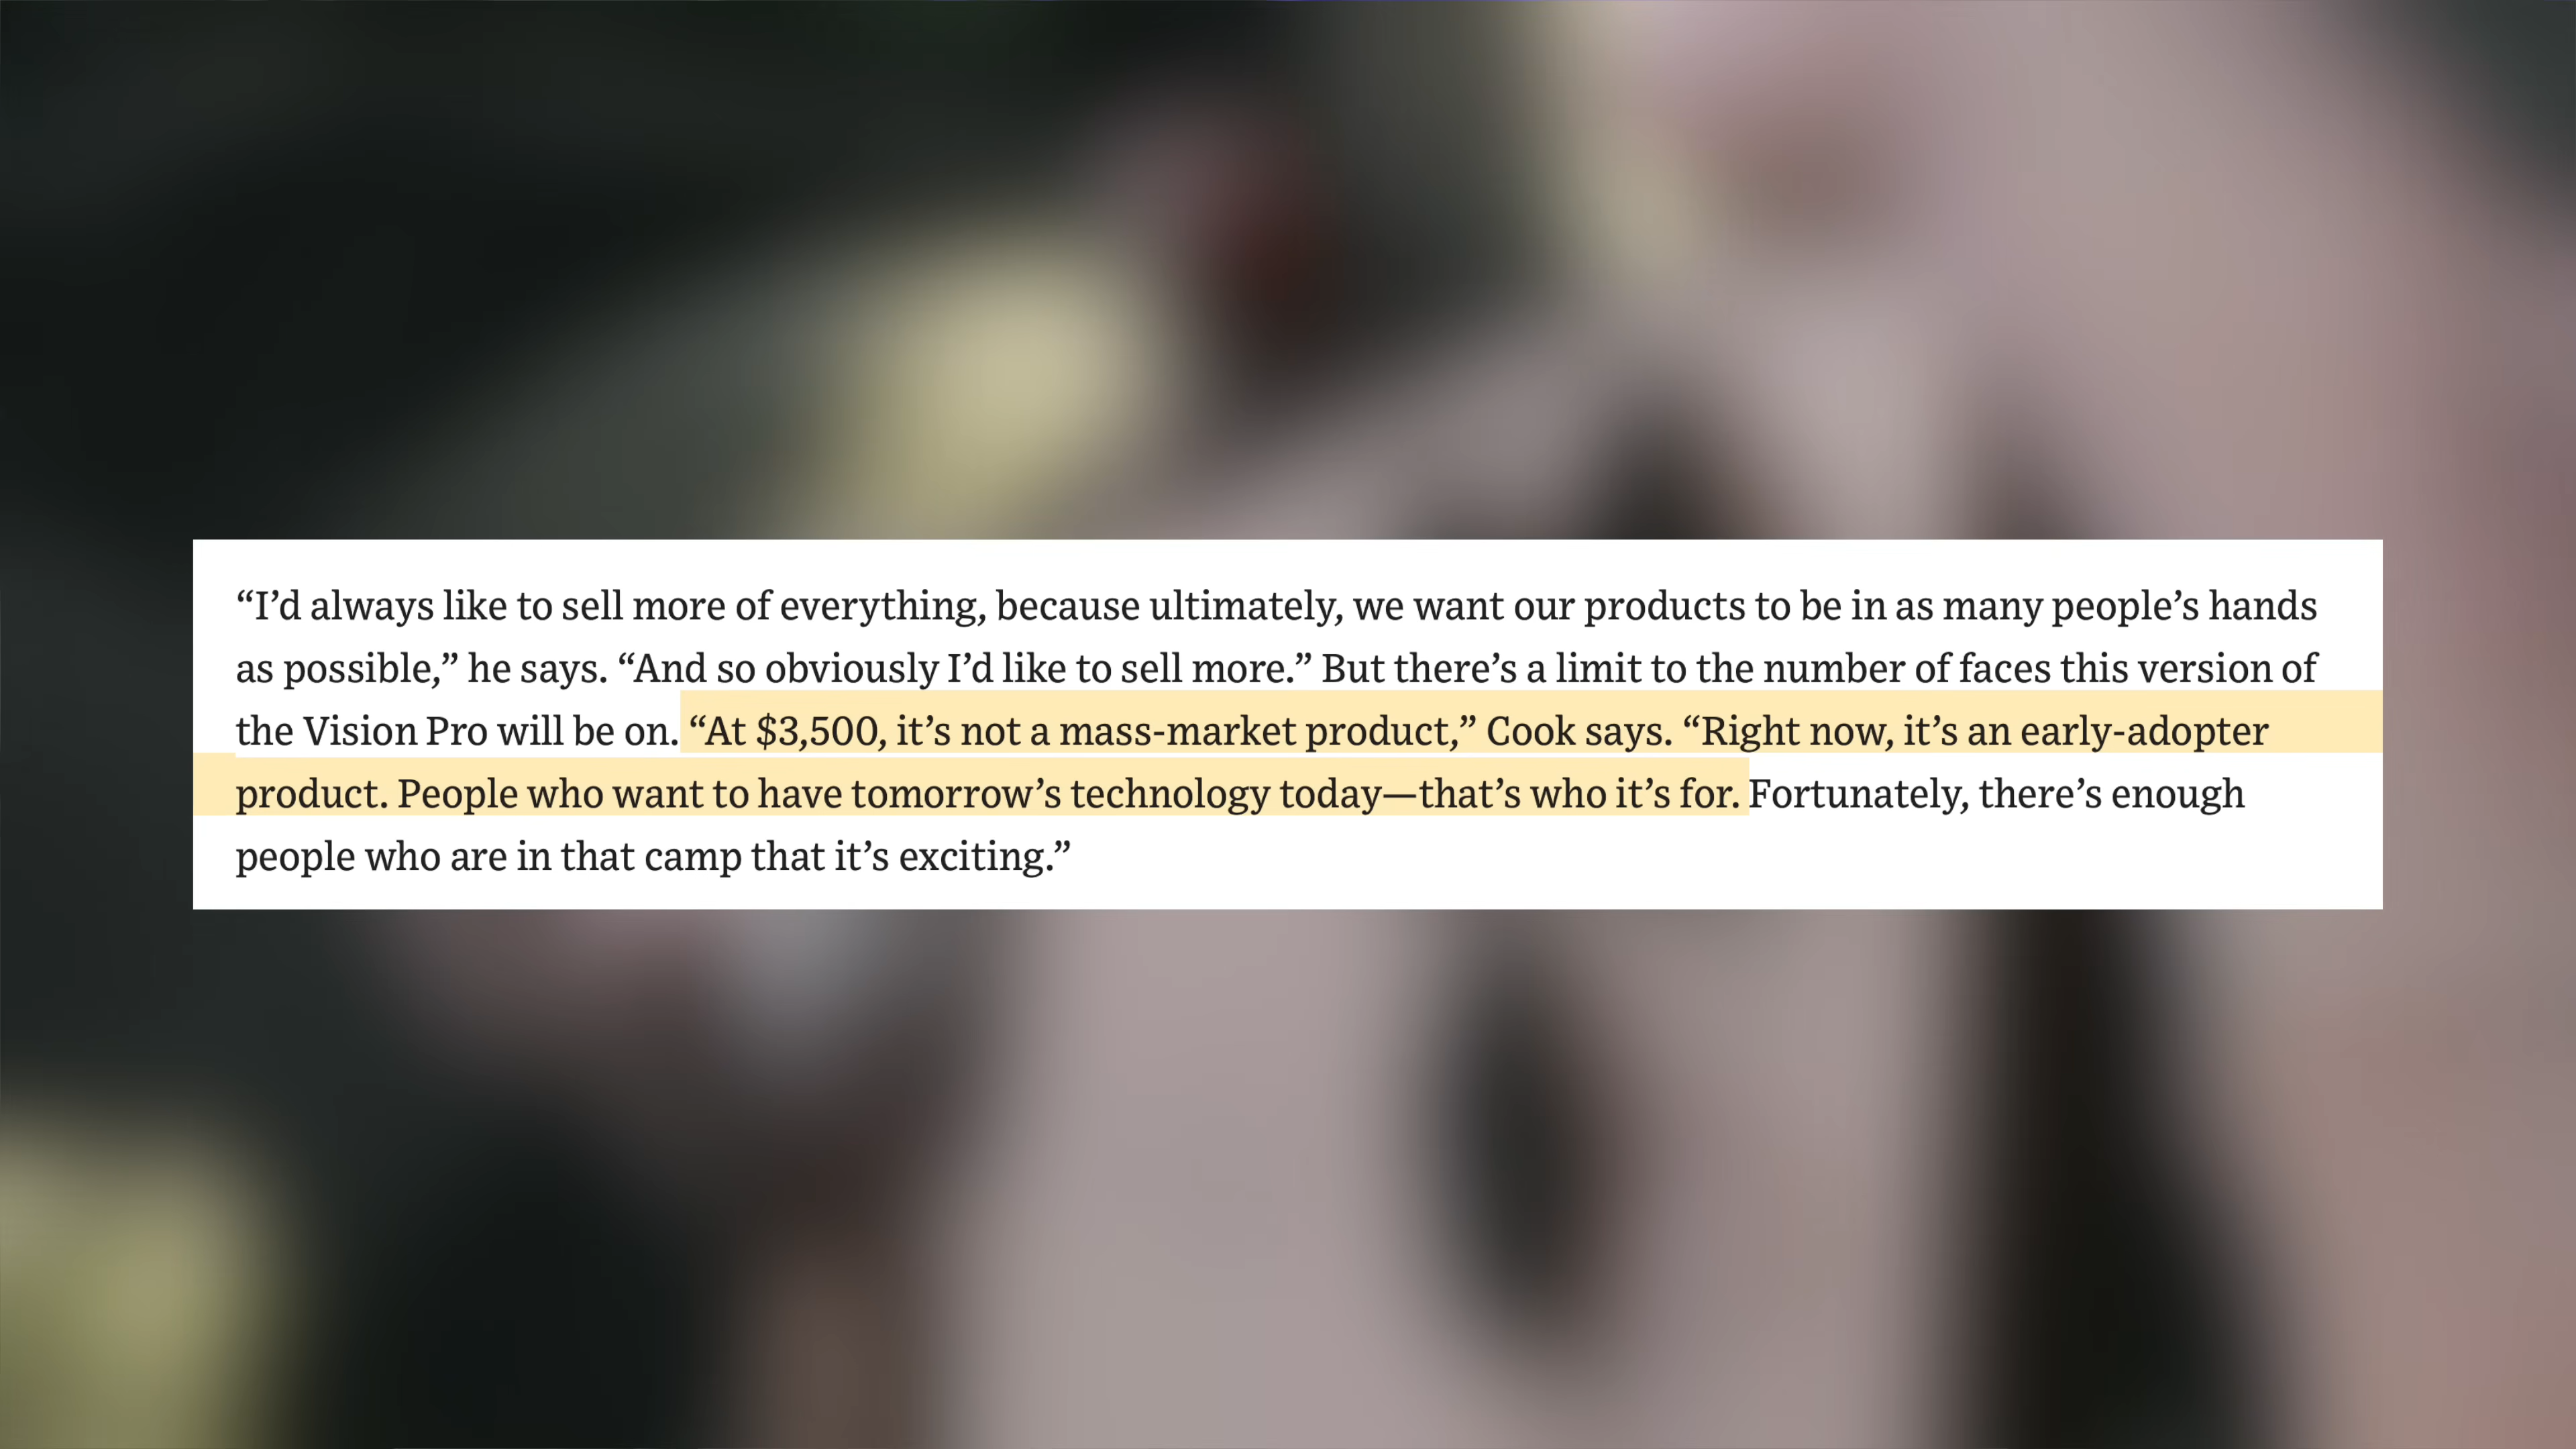 “I’d always like to sell more of everything, because ultimately, we want our products to be in as many people’s hands
as possible,” he says. “And so obviously I’d like to sell more.” But there’s a limit to the number of faces this version of
the Vision Pro will be on. “At $3,500, it’s not a mass-market product,” Cook says. “Right now, it’s an early-adopter
product. People who want to have tomorrow’s technology today—that’s who it’s for. Fortunately, there’s enough
people who are in that camp that it’s exciting.”